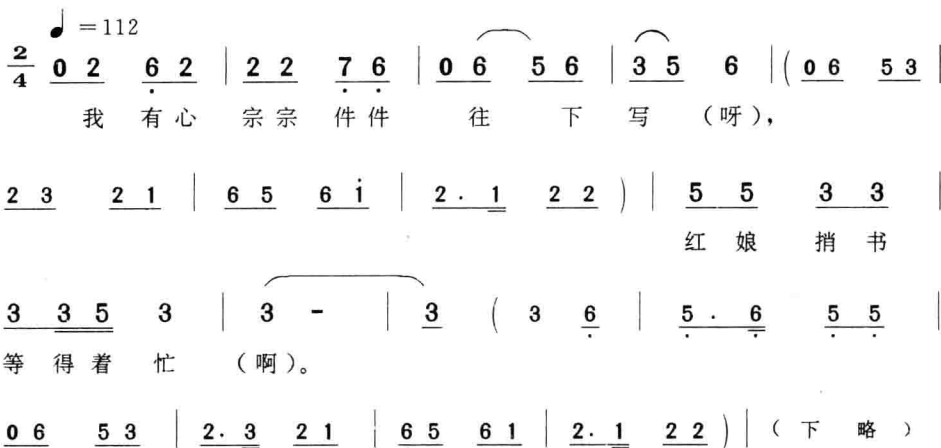 ♩=112
2/4 0 2 6̣ 2 | 2 2 7̣ 6̣ | 0 6 5 6 | 3 5 6 | ( 0 6 5 3 |
我 有 心 宗 宗 件 件 往 下 写 (呀),
2 3 2 1 | 6 5 6 i̇ | 2 · 1 2 2 ) | 5 5 3 3 |
红 娘 捎 书
3 3 5 3 | 3 - | 3 ( 3 6̣ | 5̣ · 6̣ 5̣ 5̣ |
等 得 着 忙 (啊)。
0 6 5 3 | 2 · 3 2 1 | 6 5 6 1 | 2 · 1 2 2 ) | (下 略)